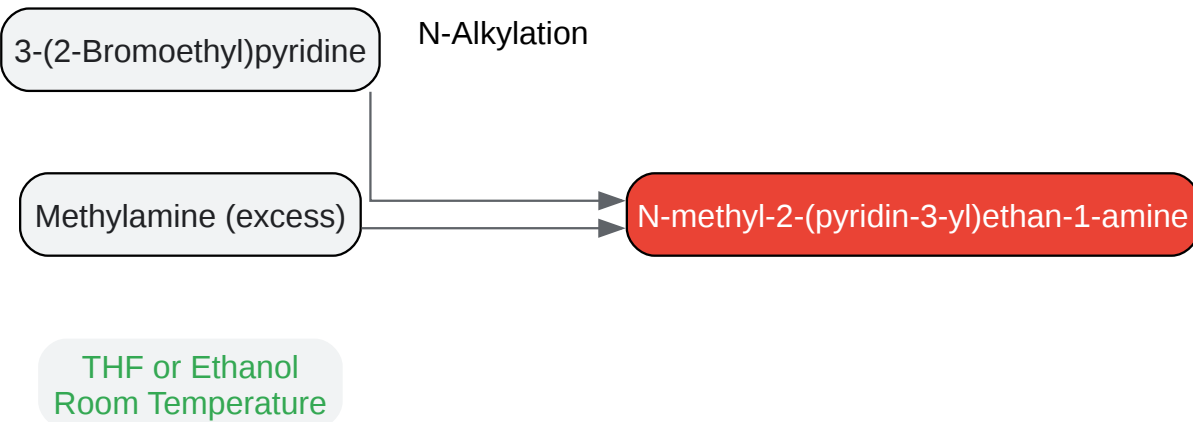 3-(2-Bromoethyl)pyridine
N-Alkylation
Methylamine (excess)
N-methyl-2-(pyridin-3-yl)ethan-1-amine
THF or Ethanol
Room Temperature